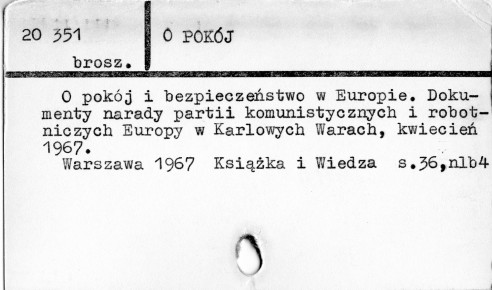 20 351
O POKÓJ
brosz.
O pokój i bezpieczeństwo w Europie. Doku-
menty narady partii komunistycznych i robot-
niczych Europy w Karlowych Warach, kwiecień
1967.
Warszawa 1967 Książka i Wiedza s.36,nlb4